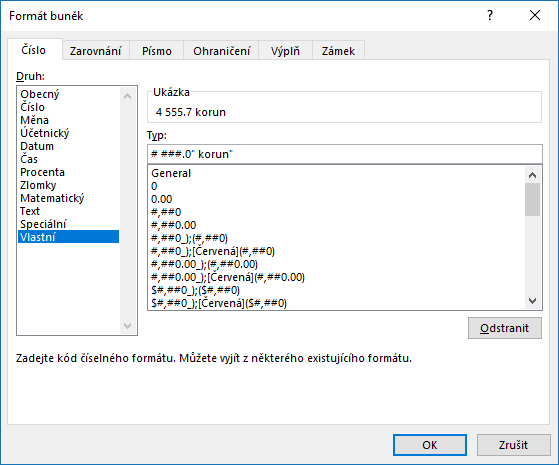 Formát buněk
Číslo Zarovnání Písmo Ohraničení Výplň Zámek
Druh:
Obecný
Číslo
Měna
Účetnický
Datum
Čas
Procenta
Zlomky
Matematický
Text
Speciální
Vlastní
Ukázka
4 555.7 korun
Typ:
# ###.0" korun"
General
0
0.00
#,##0
#,##0.00
#,##0_);(#,##0)
#,##0_);[Červená](#,##0)
#,##0.00_);(#,##0.00)
#,##0.00_);[Červená](#,##0.00)
$#,##0_);($#,##0)
$#,##0_);[Červená]($#,##0)
Odstranit
Zadejte kód číselného formátu. Můžete vyjít z některého existujícího formátu.
OK Zrušit